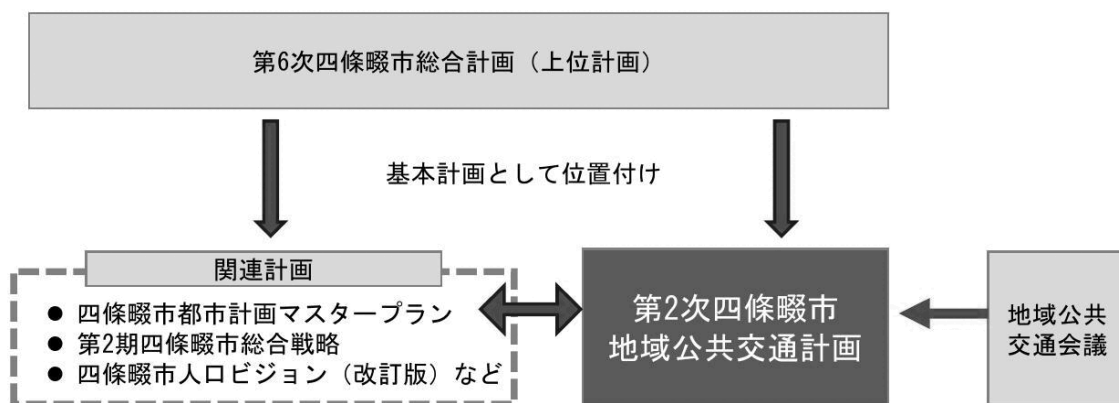 第6次四條畷市総合計画（上位計画）
基本計画として位置付け
関連計画
● 四條畷市都市計画マスタープラン
● 第2期四條畷市総合戦略
● 四條畷市人口ビジョン（改訂版）など
第2次四條畷市
地域公共交通計画
地域公共
交通会議